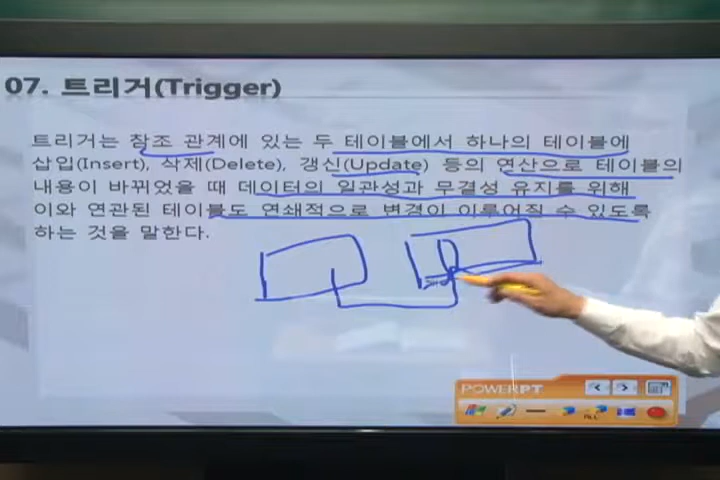 07. 트리거(Trigger)
트리거는 참조 관계에 있는 두 테이블에서 하나의 테이블에
삽입(Insert), 삭제(Delete), 갱신(Update) 등의 연산으로 테이블의
내용이 바뀌었을 때 데이터의 일관성과 무결성 유지를 위해
이와 연관된 테이블도 연쇄적으로 변경이 이루어질 수 있도록
하는 것을 말한다.
POWERPT
ALL